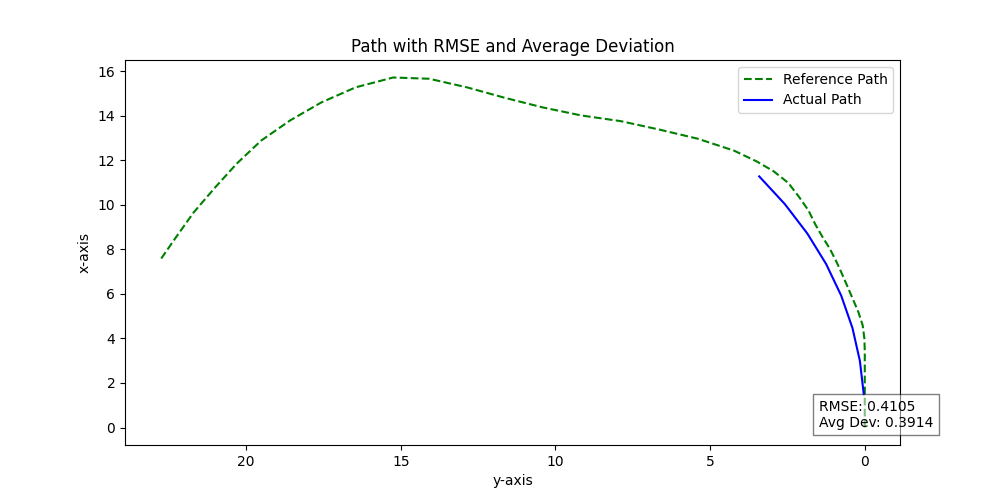 Path with RMSE and Average Deviation
Reference Path
Actual Path
16
14
12
10
8
6
4
2
0
x-axis
RMSE: 0.4105
Avg Dev: 0.3914
20
15
10
5
0
y-axis